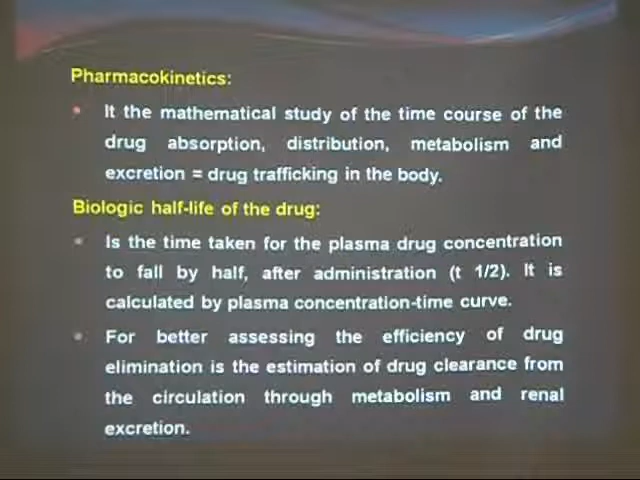 Pharmacokinetics:
• It the mathematical study of the time course of the
drug absorption, distribution, metabolism and
excretion = drug trafficking in the body.
Biologic half-life of the drug:
• Is the time taken for the plasma drug concentration
to fall by half, after administration (t 1/2). It is
calculated by plasma concentration-time curve.
• For better assessing the efficiency of drug
elimination is the estimation of drug clearance from
the circulation through metabolism and renal
excretion.